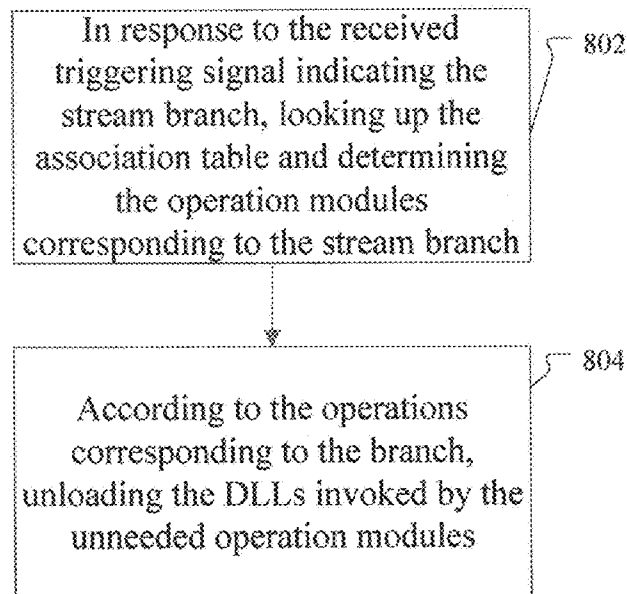 In response to the received
triggering signal indicating the
stream branch, looking up the
association table and determining
the operation modules
corresponding to the stream branch
802
According to the operations
corresponding to the branch,
unloading the DLLs invoked by the
unneeded operation modules
804